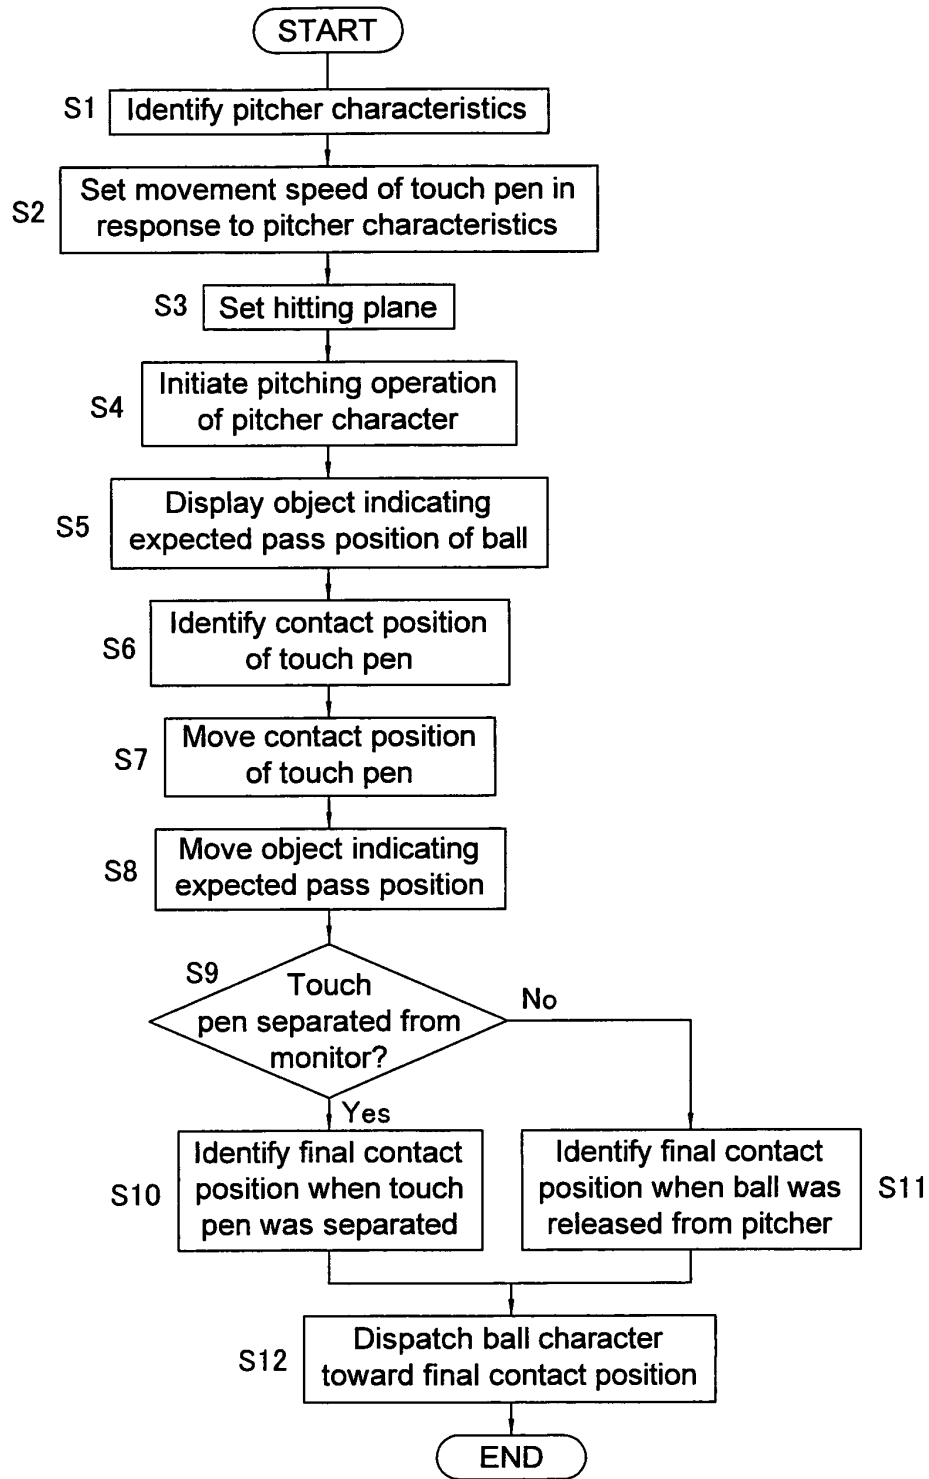 START
S1
Identify pitcher characteristics
S2
Set movement speed of touch pen in
response to pitcher characteristics
S3
Set hitting plane
S4
Initiate pitching operation
of pitcher character
S5
Display object indicating
expected pass position of ball
S6
Identify contact position
of touch pen
S7
Move contact position
of touch pen
S8
Move object indicating
expected pass position
S9
Touch
pen separated from
monitor?
No
Yes
S10
Identify final contact
position when touch
pen was separated
Identify final contact
position when ball was
released from pitcher
S11
S12
Dispatch ball character
toward final contact position
END